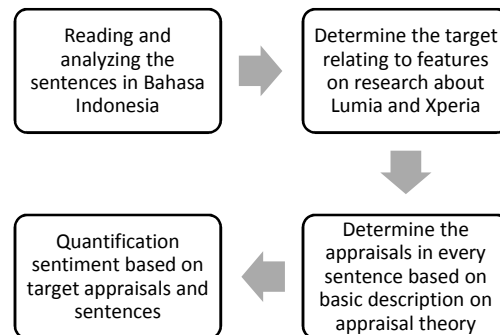 Reading and
analyzing the
sentences in Bahasa
Indonesia
Determine the target
relating to features
on research about
Lumia and Xperia
Determine the
appraisals in every
sentence based on
basic description on
appraisal theory
Quantification
sentiment based on
target appraisals and
sentences